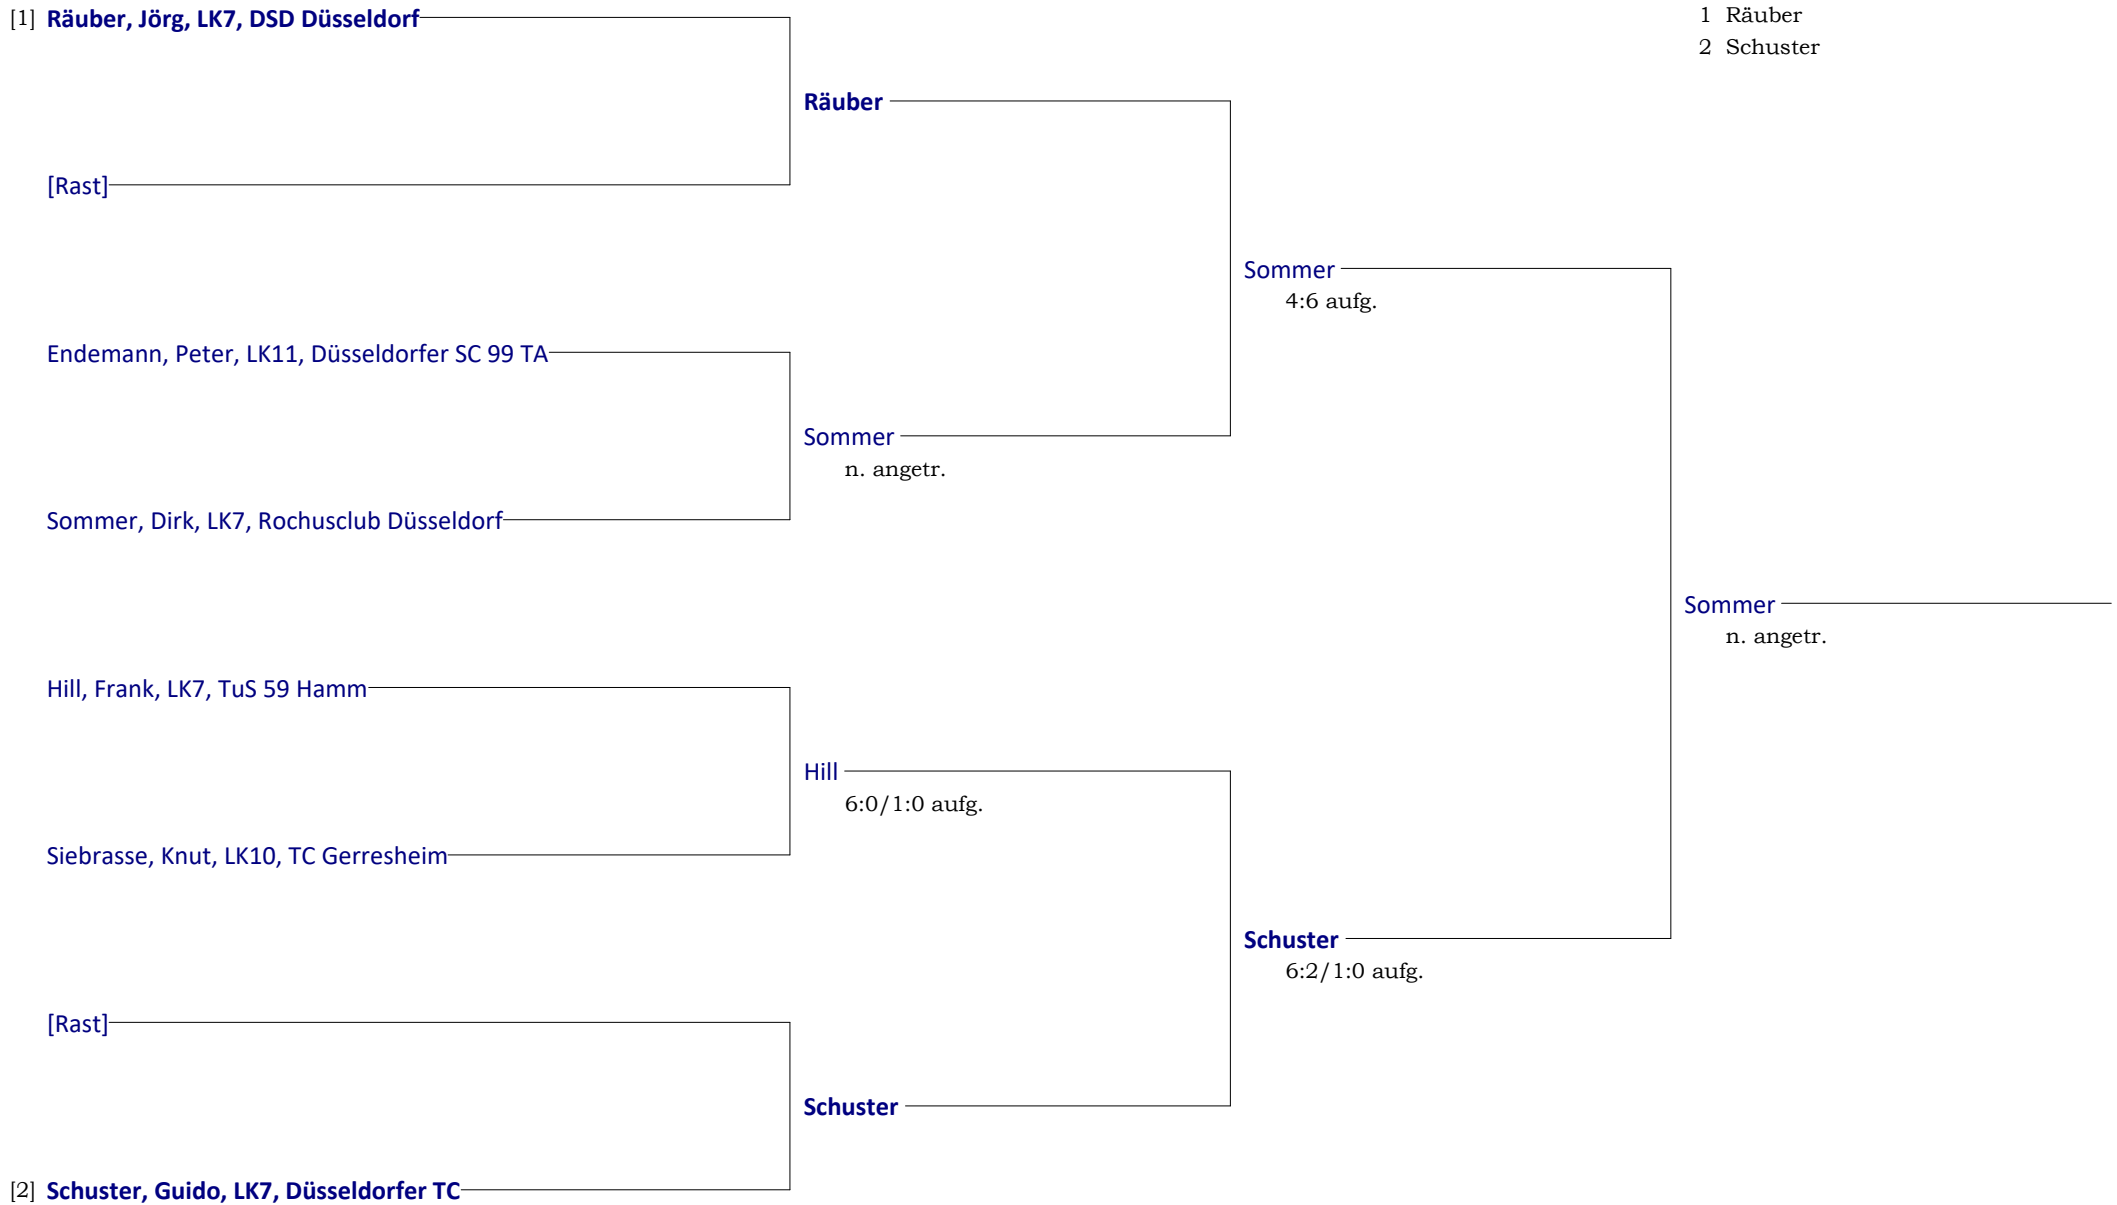 [1] Räuber, Jörg, LK7, DSD Düsseldorf
1 Räuber
2 Schuster
Räuber
[Rast]
Sommer
4:6 aufg.
Endemann, Peter, LK11, Düsseldorfer SC 99 TA
Sommer
n. angetr.
Sommer, Dirk, LK7, Rochusclub Düsseldorf
Sommer
n. angetr.
Hill, Frank, LK7, TuS 59 Hamm
Hill
6:0/1:0 aufg.
Siebrasse, Knut, LK10, TC Gerresheim
Schuster
6:2/1:0 aufg.
[Rast]
Schuster
[2] Schuster, Guido, LK7, Düsseldorfer TC